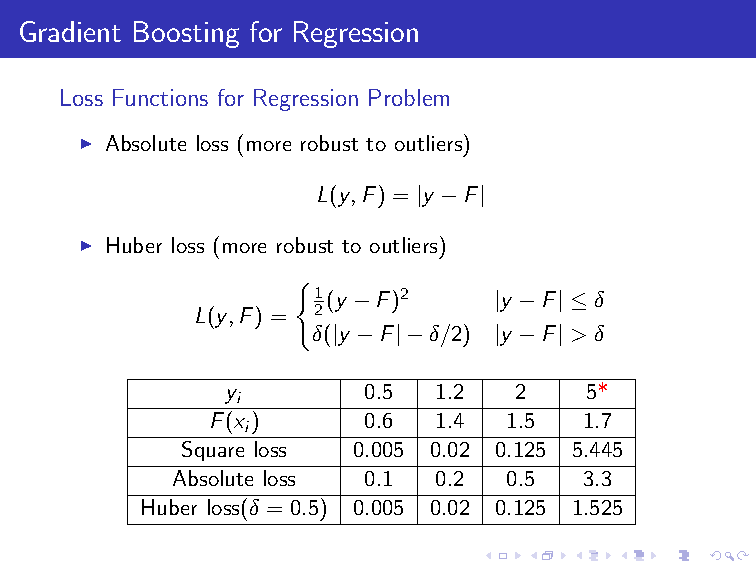 Gradient Boosting for Regression
Loss Functions for Regression Problem
▶ Absolute loss (more robust to outliers)
L(y, F) = |y − F|
▶ Huber loss (more robust to outliers)
L(y, F) = { ½(y − F)² |y − F| ≤ δ
δ(|y − F| − δ/2) |y − F| > δ
yᵢ 0.5 1.2 2 5*
F(xᵢ) 0.6 1.4 1.5 1.7
Square loss 0.005 0.02 0.125 5.445
Absolute loss 0.1 0.2 0.5 3.3
Huber loss(δ = 0.5) 0.005 0.02 0.125 1.525